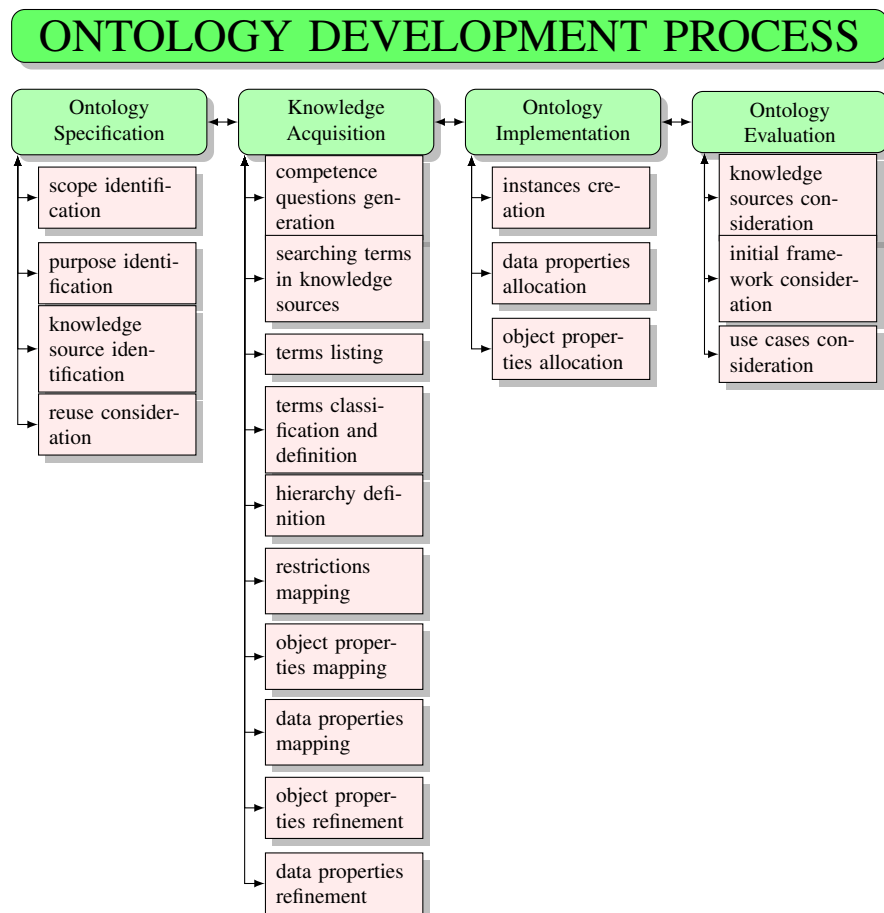 ONTOLOGY DEVELOPMENT PROCESS
Ontology
Specification
scope identifi-
cation
purpose identi-
fication
knowledge
source iden-
tification
reuse consider-
ation
Knowledge
Acquisition
competence
questions gen-
eration
searching terms
in knowledge
sources
terms listing
terms classi-
fication and
definition
hierarchy defi-
nition
restrictions
mapping
object proper-
ties mapping
data properties
mapping
object proper-
ties refinement
data properties
refinement
Ontology
Implementation
instances cre-
ation
data properties
allocation
object proper-
ties allocation
Ontology
Evaluation
knowledge
sources con-
sideration
initial frame-
work consider-
ation
use cases con-
sideration